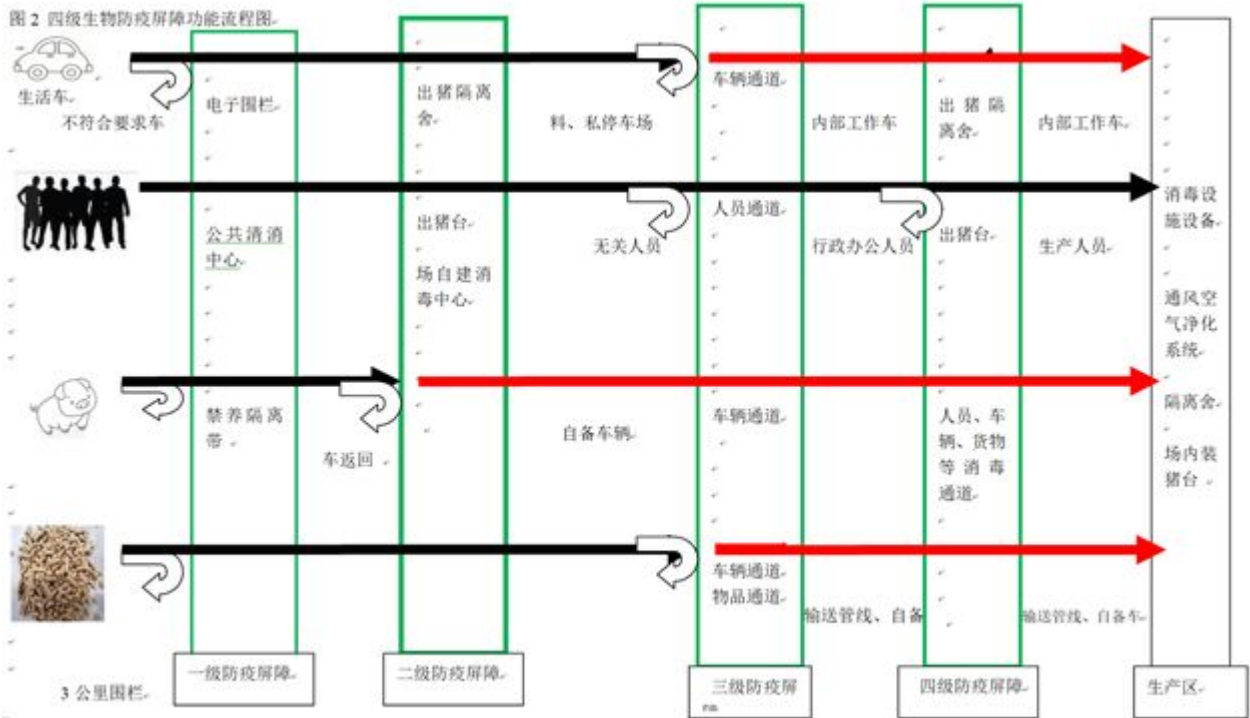 图 2 四级生物防疫屏障功能流程图
生活车
不符合要求车
电子围栏
出猪隔离
舍
料、私停车场
车辆通道
内部工作车
出猪隔
离舍
内部工作车
公共清消
中心
出猪台
场自建消
毒中心
无关人员
人员通道
行政办公人员
出猪台
生产人员
消毒设
施设备
通风空
气净化
系统
隔离舍
场内装
猪台
禁养隔离
带
车返回
自备车辆
车辆通道
人员、车
辆、货物
等消毒
通道
车辆通道
物品通道
输送管线、自备
输送管线、自备车
3 公里围栏
一级防疫屏障
二级防疫屏障
三级防疫屏
四级防疫屏障
生产区